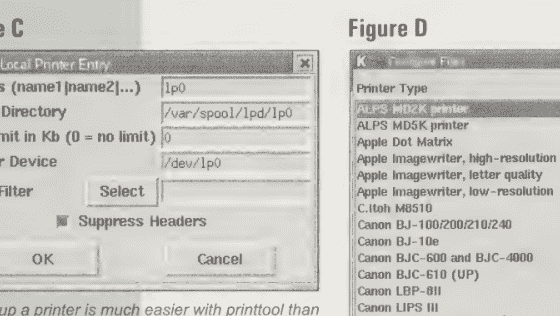 e C
Local Printer Entry
s (name1|name2|...) lp0
Directory /var/spool/lpd/lp0
mit in Kb (0 = no limit) 0
r Device /dev/lp0
Filter Select
Suppress Headers
OK Cancel
up a printer is much easier with printtool than
Figure D
Printer Type
ALPS MD2K printer
ALPS MD5K printer
Apple Dot Matrix
Apple Imagewriter, high-resolution
Apple Imagewriter, letter quality
Apple Imagewriter, low-resolution
C.Itoh M8510
Canon BJ-100/200/210/240
Canon BJ-10e
Canon BJC-600 and BJC-4000
Canon BJC-610 (UP)
Canon LBP-8II
Canon LIPS III